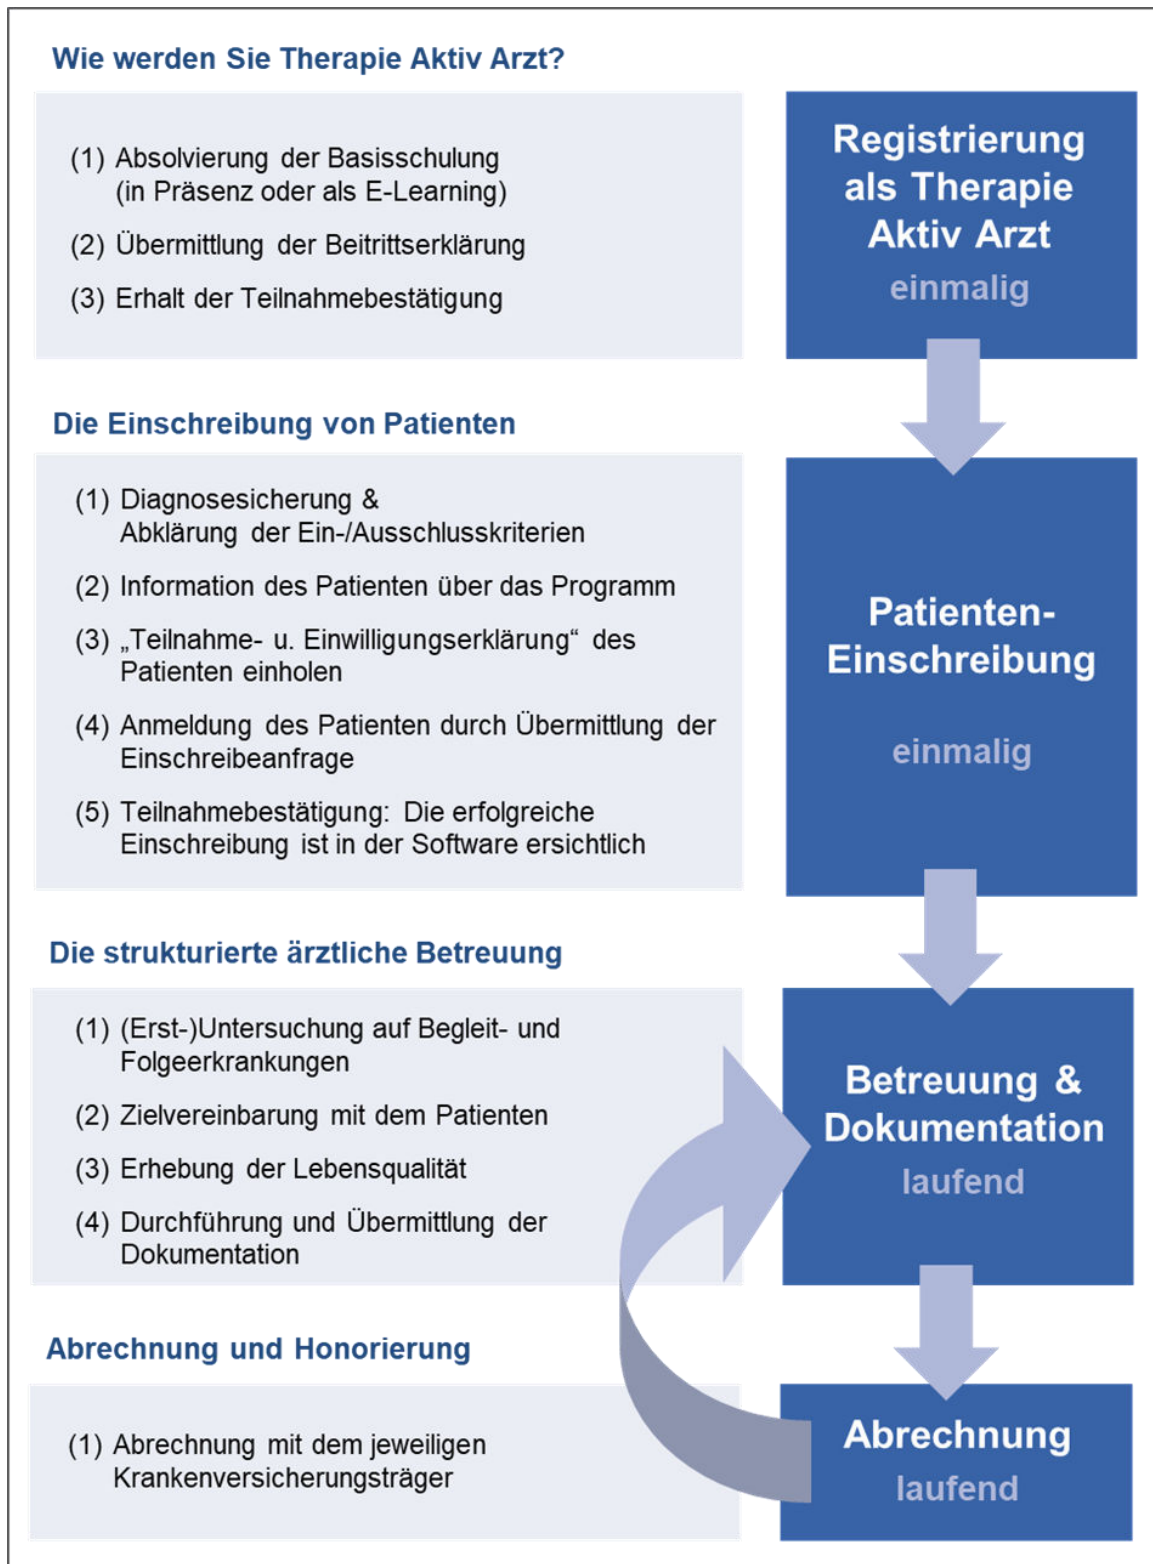 Wie werden Sie Therapie Aktiv Arzt?
(1) Absolvierung der Basisschulung
(in Präsenz oder als E-Learning)
(2) Übermittlung der Beitrittserklärung
(3) Erhalt der Teilnahmebestätigung
Registrierung
als Therapie
Aktiv Arzt
einmalig
Die Einschreibung von Patienten
(1) Diagnosesicherung &
Abklärung der Ein-/Ausschlusskriterien
(2) Information des Patienten über das Programm
(3) „Teilnahme- u. Einwilligungserklärung“ des
Patienten einholen
(4) Anmeldung des Patienten durch Übermittlung der
Einschreibeanfrage
(5) Teilnahmebestätigung: Die erfolgreiche
Einschreibung ist in der Software ersichtlich
Patienten-
Einschreibung
einmalig
Die strukturierte ärztliche Betreuung
(1) (Erst-)Untersuchung auf Begleit- und
Folgeerkrankungen
(2) Zielvereinbarung mit dem Patienten
(3) Erhebung der Lebensqualität
(4) Durchführung und Übermittlung der
Dokumentation
Betreuung &
Dokumentation
laufend
Abrechnung und Honorierung
(1) Abrechnung mit dem jeweiligen
Krankenversicherungsträger
Abrechnung
laufend